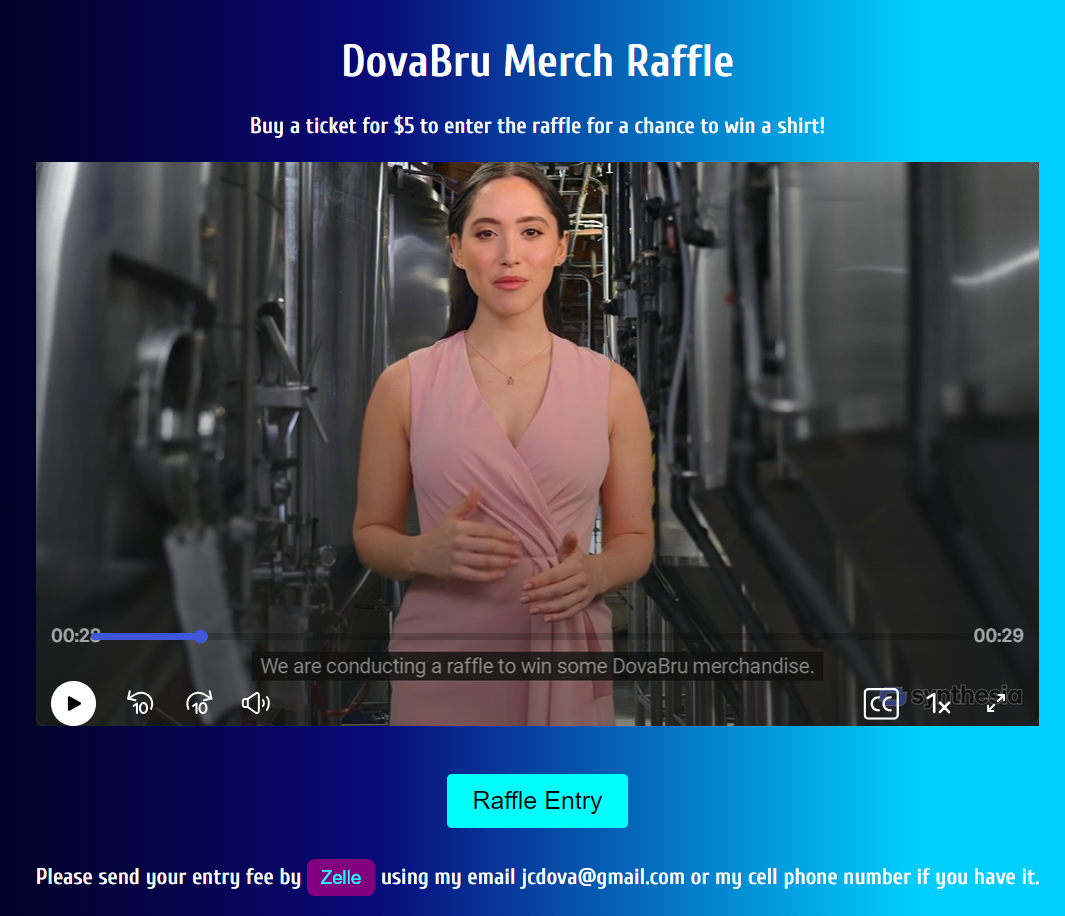 DovaBru Merch Raffle
Buy a ticket for $5 to enter the raffle for a chance to win a shirt!
00:28
00:29
We are conducting a raffle to win some DovaBru merchandise.
synthesia
10
10
CC
1x
Raffle Entry
Please send your entry fee by Zelle using my email jcdova@gmail.com or my cell phone number if you have it.